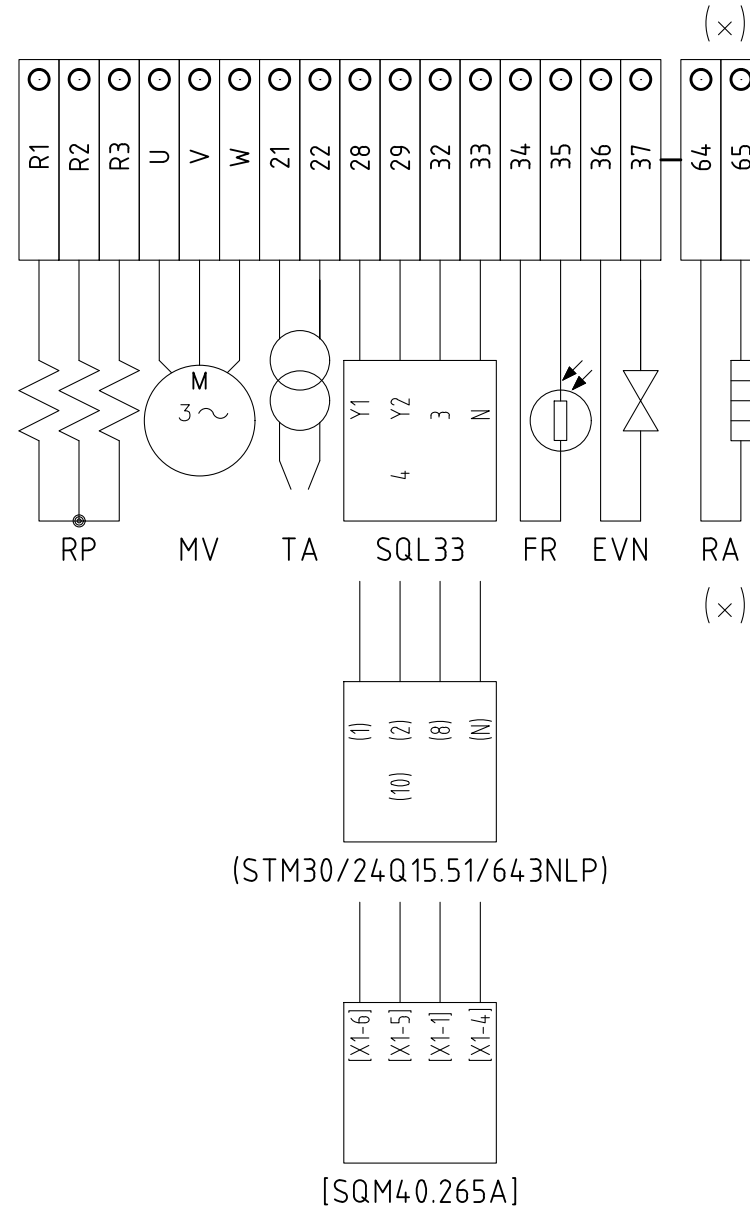 (×)
R1 R2 R3 U V W 21 22 28 29 32 33 34 35 36 37 64 65
M
3~
Y1 Y2 3 N
4
RP MV TA SQL33 FR EVN RA
(×)
(1) (2) (8) (N)
(10)
(STM30/24Q15.51/643NLP)
[X1-6] [X1-5] [X1-1] [X1-4]
[SQM40.265A]